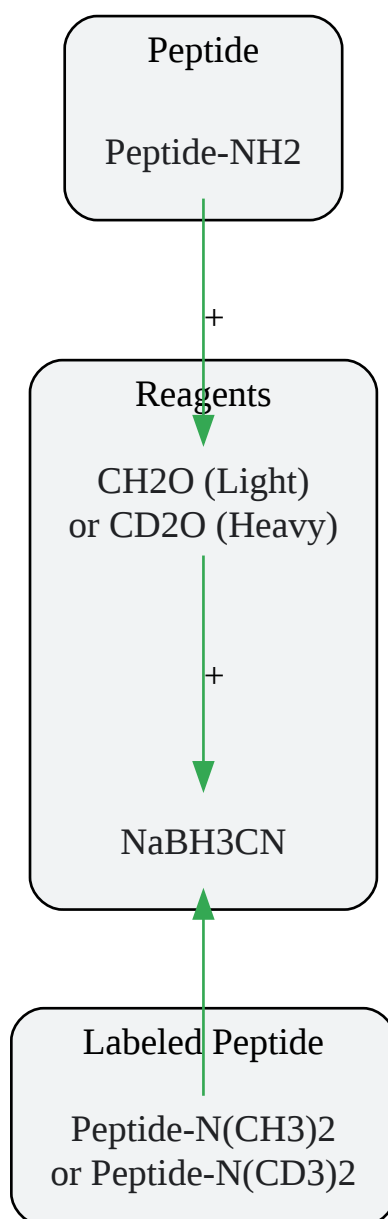 Peptide
Peptide-NH2
+
Reagents
CH2O (Light)
or CD2O (Heavy)
+
NaBH3CN
Labeled Peptide
Peptide-N(CH3)2
or Peptide-N(CD3)2